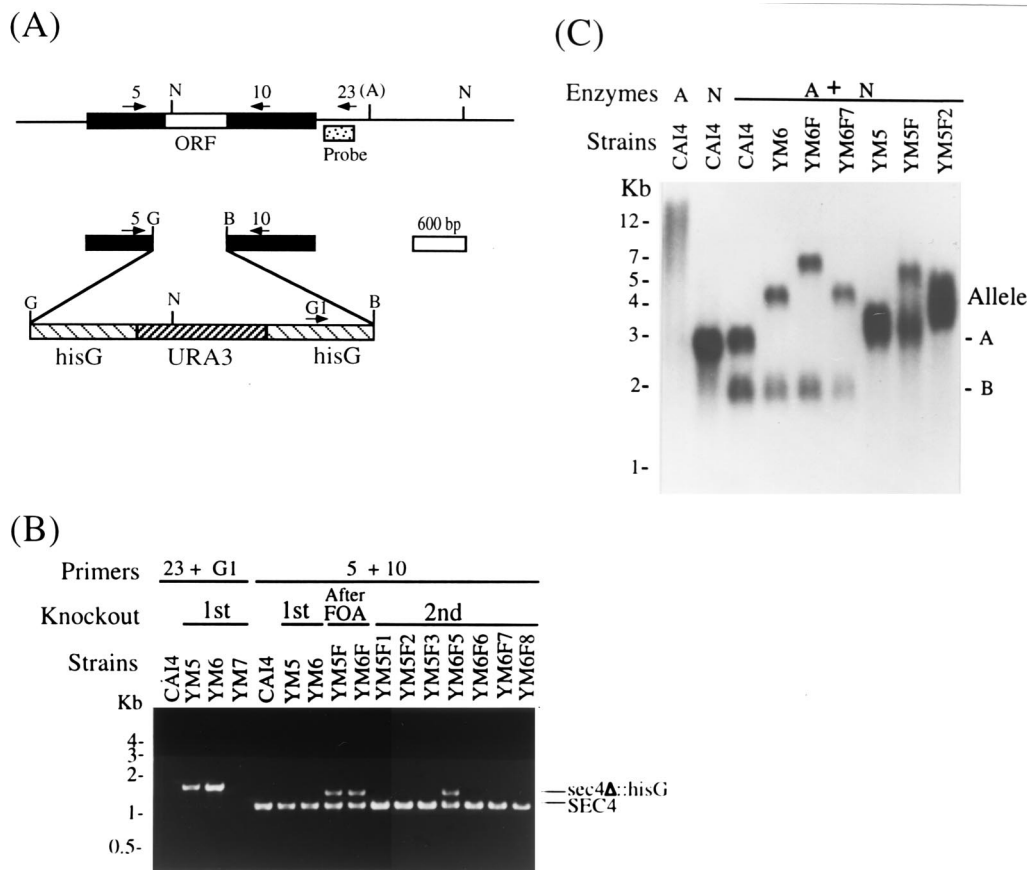 (A)
5 N 10 23 (A) N
ORF
Probe
5 G B 10
600 bp
G N G1 B
hisG URA3 hisG
(B)
Primers 23 + G1 5 + 10
Knockout 1st 1st After FOA 2nd
Strains CAI4 YM5 YM6 YM7 CAI4 YM5 YM6 YM5F YM6F YM5F1 YM5F2 YM5F3 YM6F5 YM6F6 YM6F7 YM6F8
Kb
4-
3-
2-
1-
0.5-
sec4Δ::hisG
SEC4
(C)
Enzymes A N A + N
Strains CAI4 CAI4 CAI4 YM6 YM6F YM6F7 YM5 YM5F YM5F2
Kb
12-
7-
5-
4-
3-
2-
1-
Allele
- A
- B